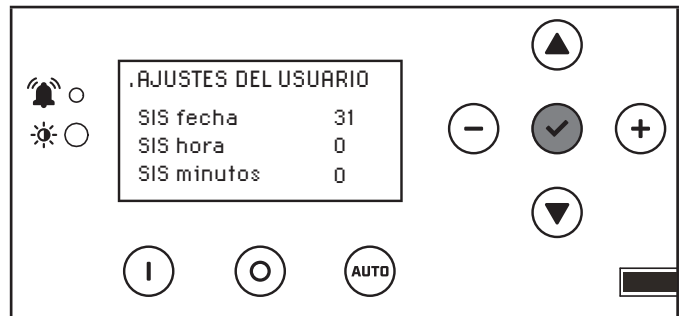 .AJUSTES DEL USUARIO
SIS fecha 31
SIS hora 0
SIS minutos 0
AUTO